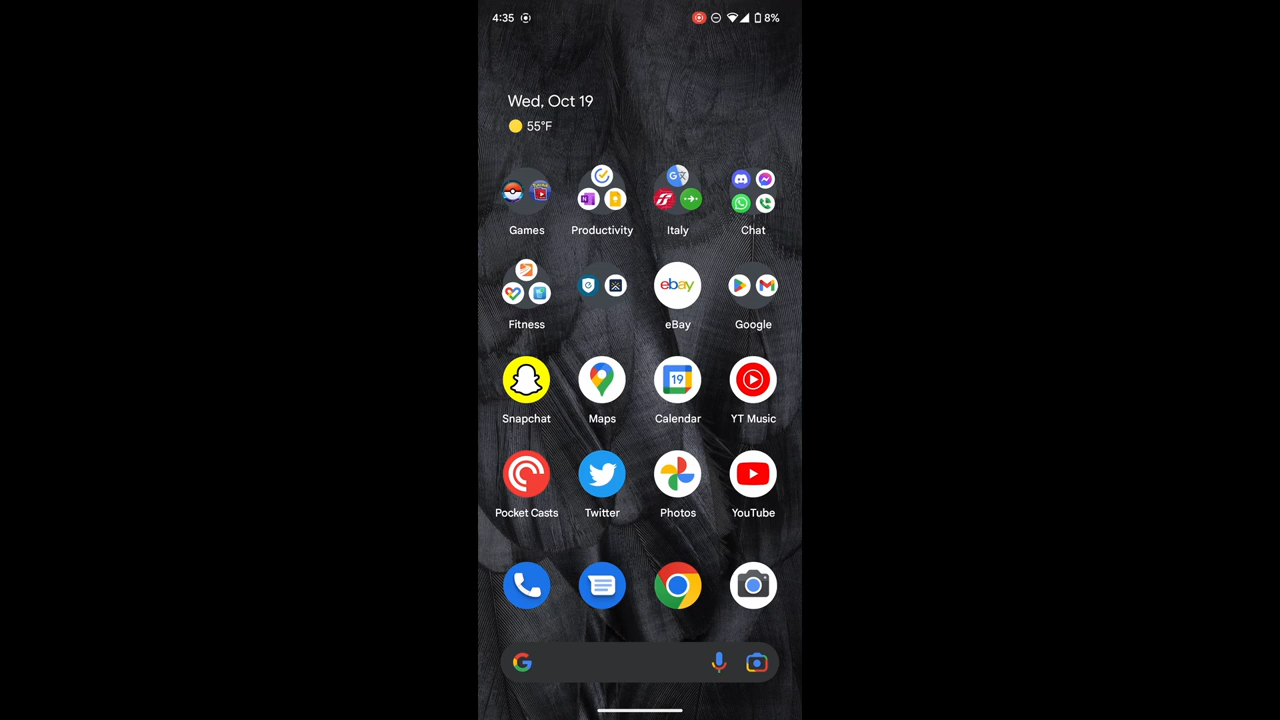 4:35
8%
Wed, Oct 19
55°F
Games
Productivity
Italy
Chat
ebay
Fitness
eBay
Google
19
Snapchat
Maps
Calendar
YT Music
Pocket Casts
Twitter
Photos
YouTube